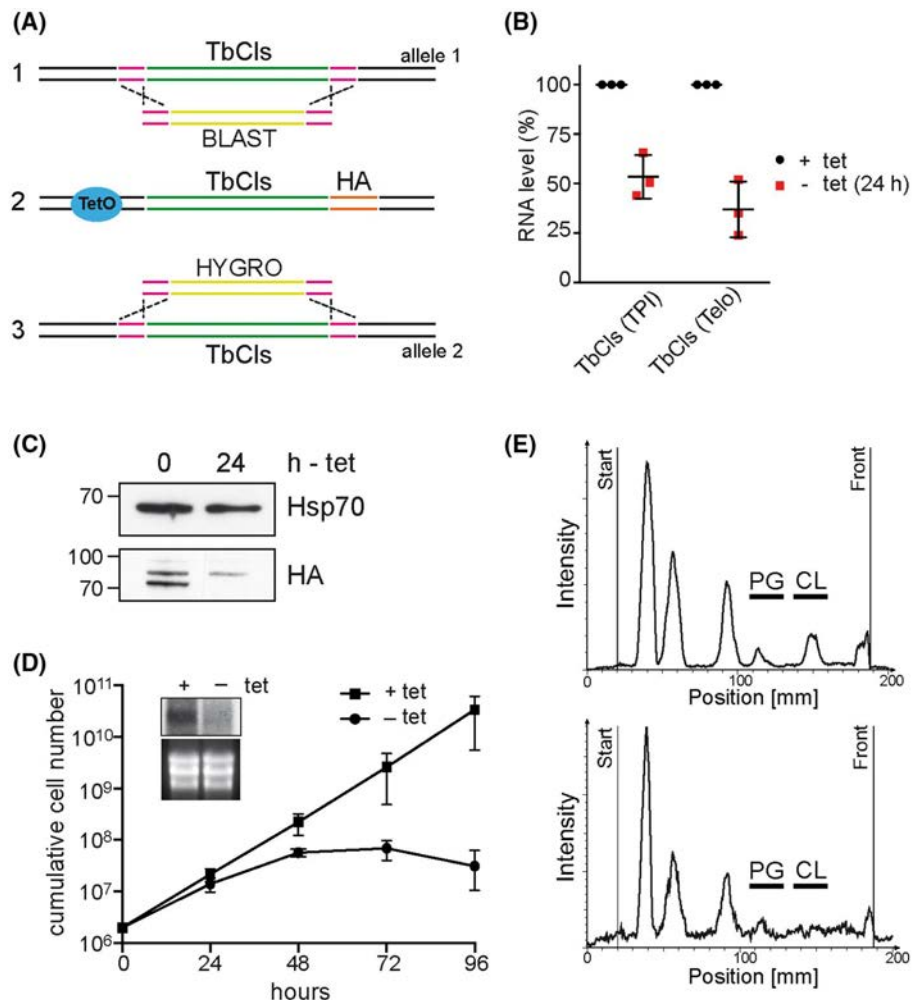 (A)
TbCls
allele 1
1
BLAST
TbCls
HA
2
TetO
HYGRO
3
TbCls
allele 2
(B)
RNA level (%)
100
75
50
25
0
+ tet
- tet (24 h)
TbCls (TPI)
TbCls (Telo)
(C)
0 24 h - tet
70
Hsp70
100
70
HA
(D)
cumulative cell number
10¹¹
10¹⁰
10⁹
10⁸
10⁷
10⁶
+ – tet
+ tet
– tet
0 24 48 72 96
hours
(E)
Intensity
Start
PG
CL
Front
0 100 200
Position [mm]
Intensity
Start
PG
CL
Front
0 100 200
Position [mm]